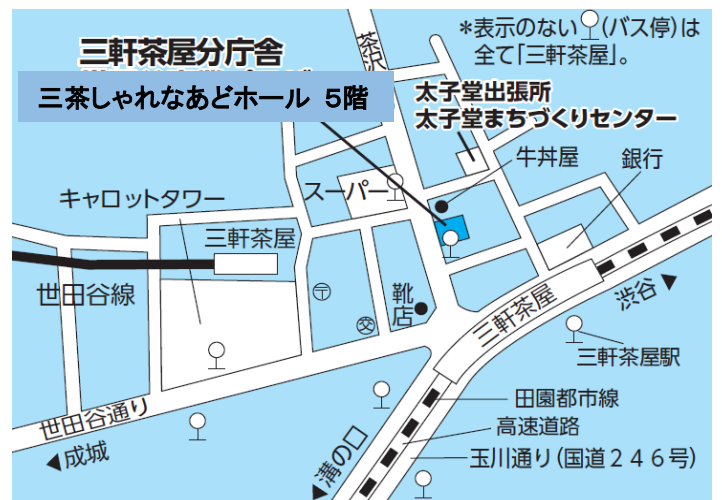 三軒茶屋分庁舎
三茶しゃれなあどホール 5階
茶沢
*表示のない(バス停)は
全て「三軒茶屋」。
太子堂出張所
太子堂まちづくりセンター
牛丼屋
銀行
スーパー
キャロットタワー
三軒茶屋
世田谷線
〒
交
靴店
三軒茶屋
渋谷
三軒茶屋駅
世田谷通り
成城
溝の口
田園都市線
高速道路
玉川通り(国道246号)